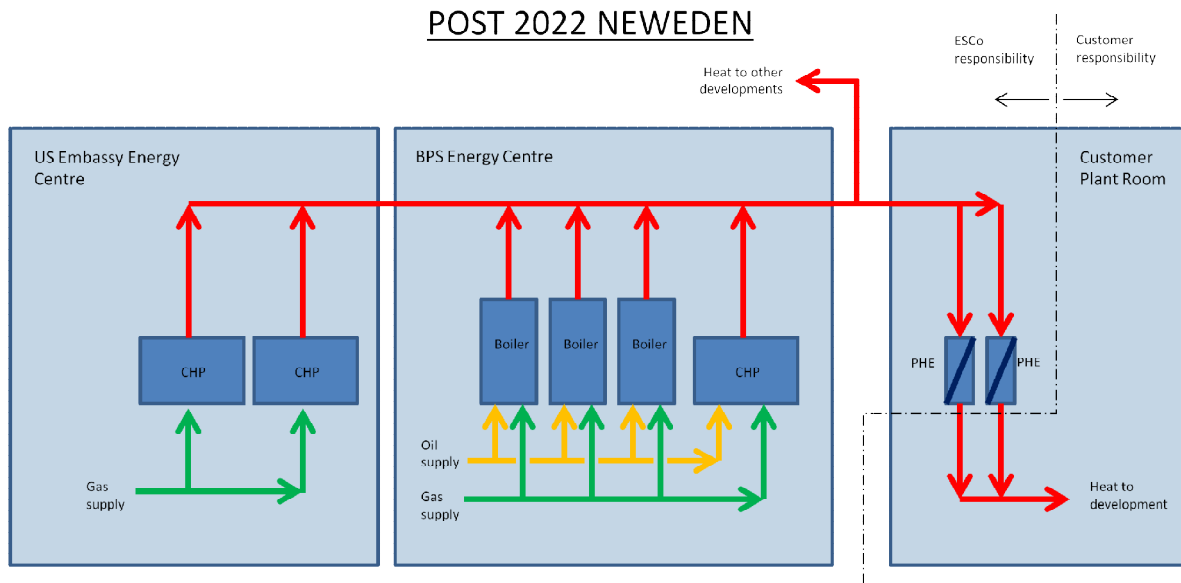 POST 2022 NEWEDEN
ESCo
responsibility
Customer
responsibility
Heat to other
developments
US Embassy Energy
Centre
BPS Energy Centre
Customer
Plant Room
Boiler
Boiler
Boiler
CHP
CHP
CHP
PHE
PHE
Oil
supply
Gas
supply
Gas
supply
Heat to
development